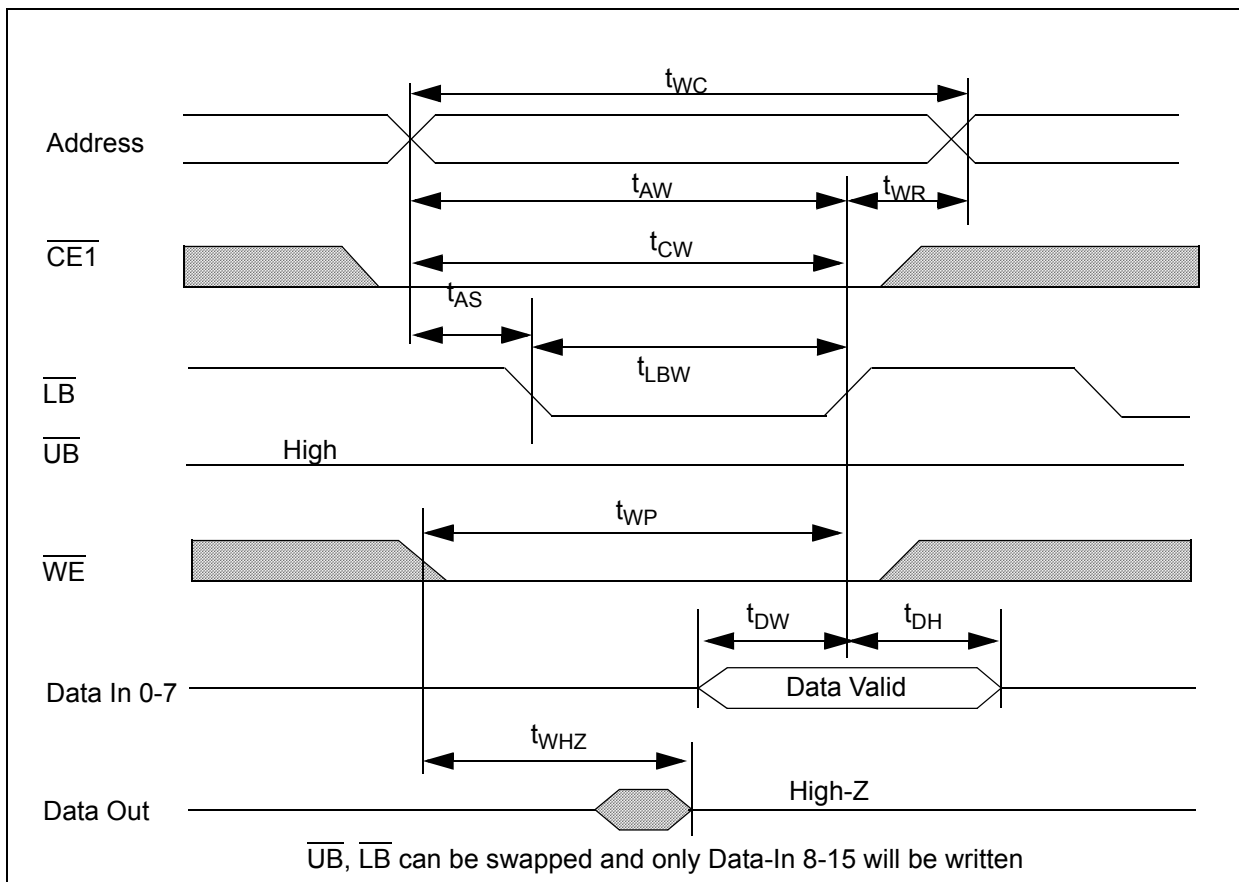 tWC
Address
tAW
tWR
CE1
tCW
tAS
tLBW
LB
UB
High
tWP
WE
tDW
tDH
Data In 0-7
Data Valid
tWHZ
Data Out
High-Z
UB, LB can be swapped and only Data-In 8-15 will be written